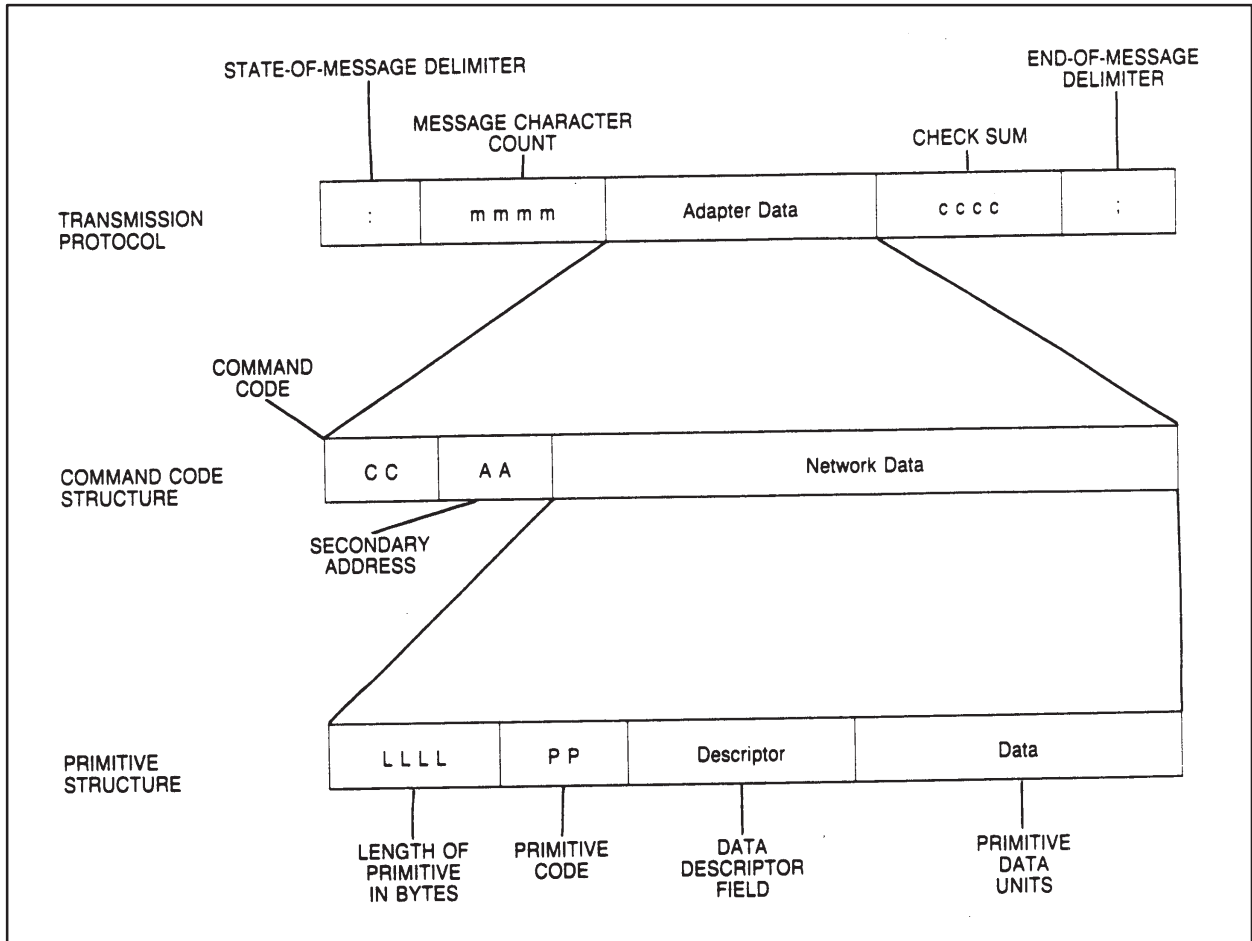 STATE-OF-MESSAGE DELIMITER
END-OF-MESSAGE
DELIMITER
MESSAGE CHARACTER
COUNT
CHECK SUM
TRANSMISSION
PROTOCOL
:
m m m m
Adapter Data
c c c c
;
COMMAND
CODE
COMMAND CODE
STRUCTURE
C C
A A
Network Data
SECONDARY
ADDRESS
PRIMITIVE
STRUCTURE
L L L L
P P
Descriptor
Data
LENGTH OF
PRIMITIVE
IN BYTES
PRIMITIVE
CODE
DATA
DESCRIPTOR
FIELD
PRIMITIVE
DATA
UNITS